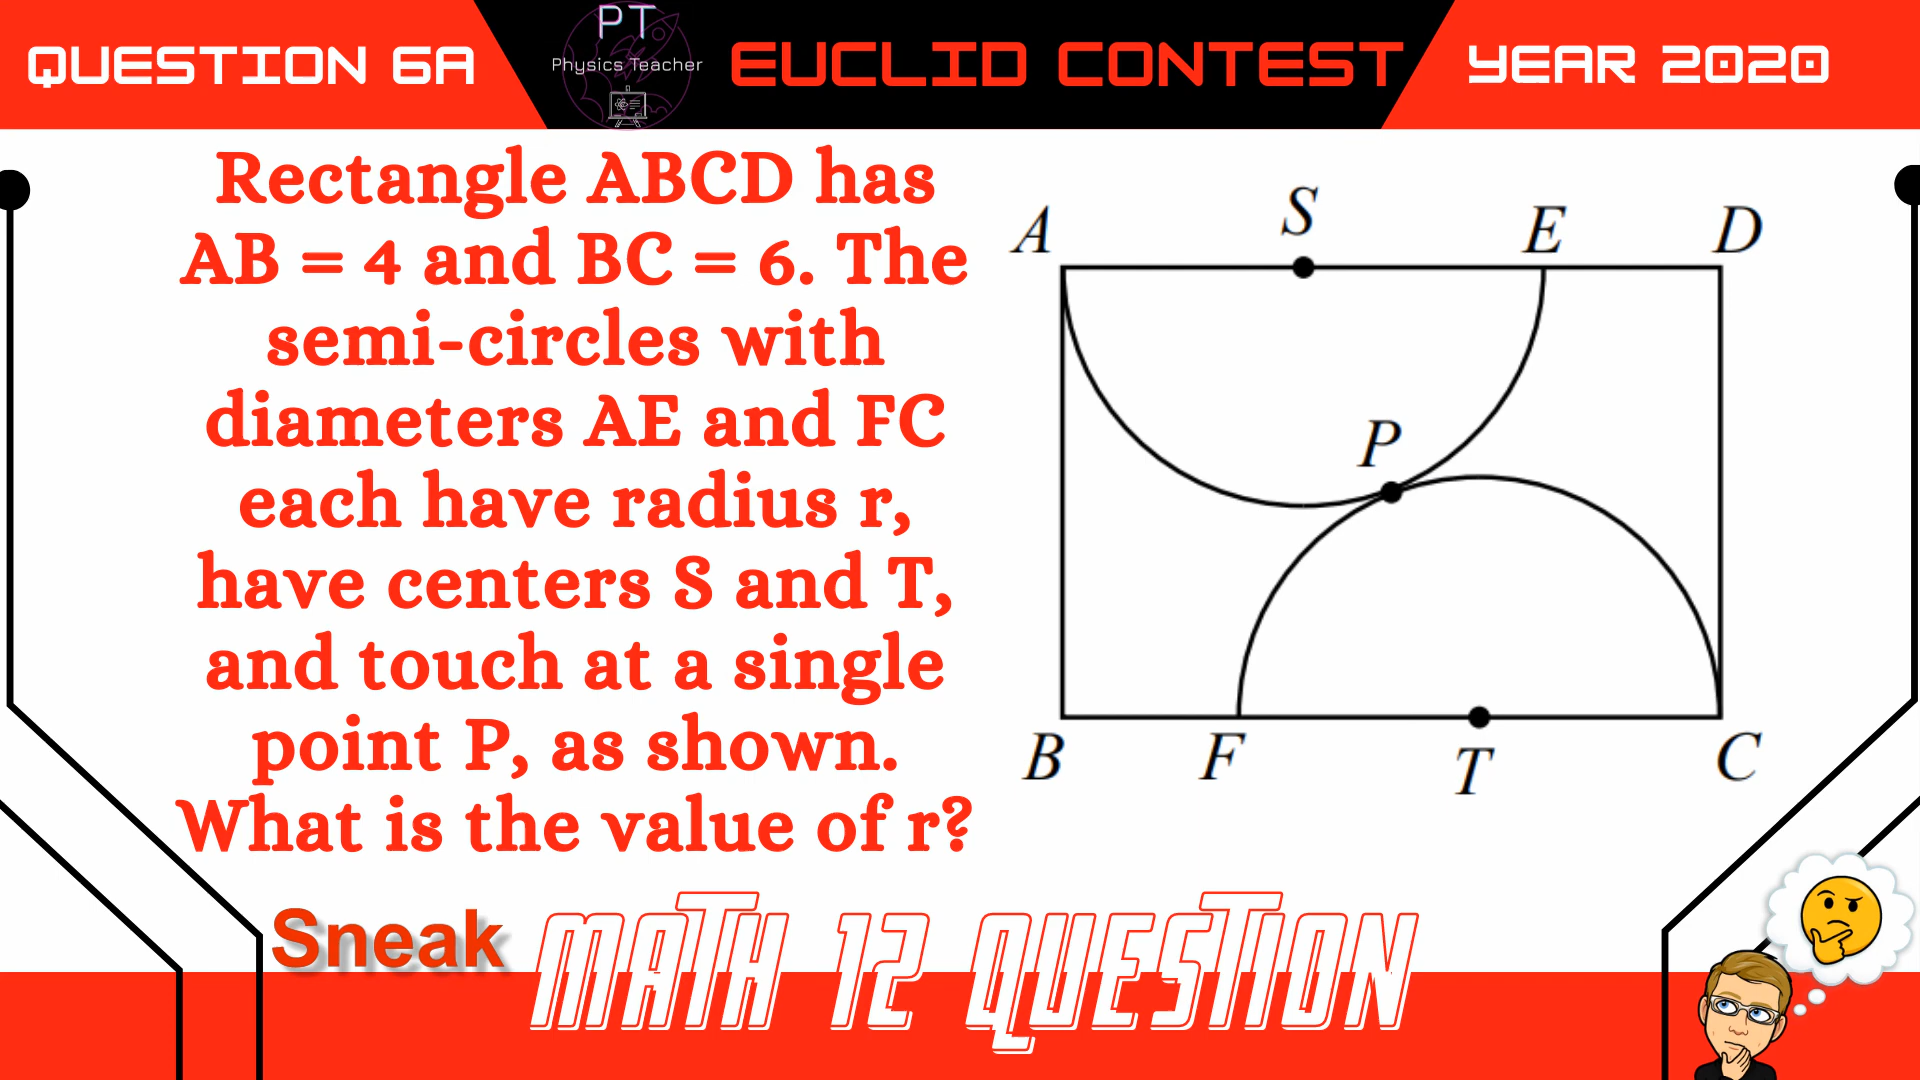 QUESTION 6A
PT
Physics Teacher
EUCLID CONTEST
YEAR 2020
Rectangle ABCD has
AB = 4 and BC = 6. The
semi-circles with
diameters AE and FC
each have radius r,
have centers S and T,
and touch at a single
point P, as shown.
What is the value of r?
A S E D
P
B F T C
Sneak MATH 12 QUESTION